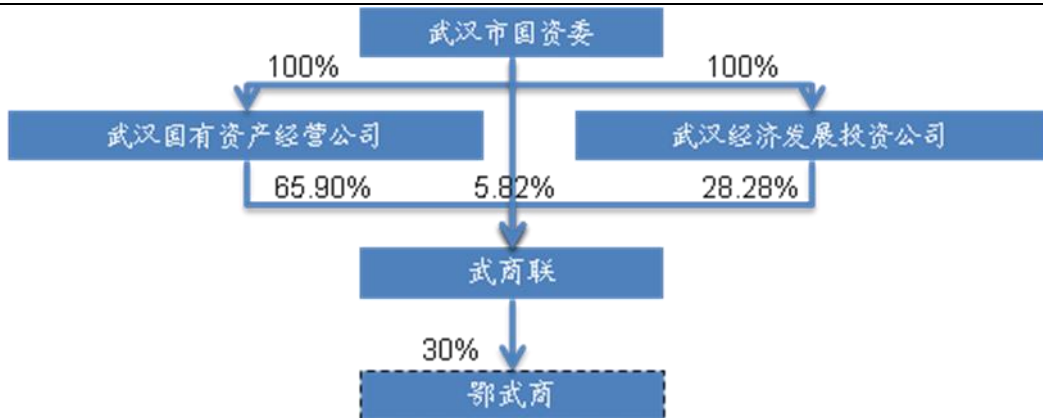 武汉市国资委
100%
100%
武汉国有资产经营公司
武汉经济发展投资公司
65.90%
5.82%
28.28%
武商联
30%
鄂武商